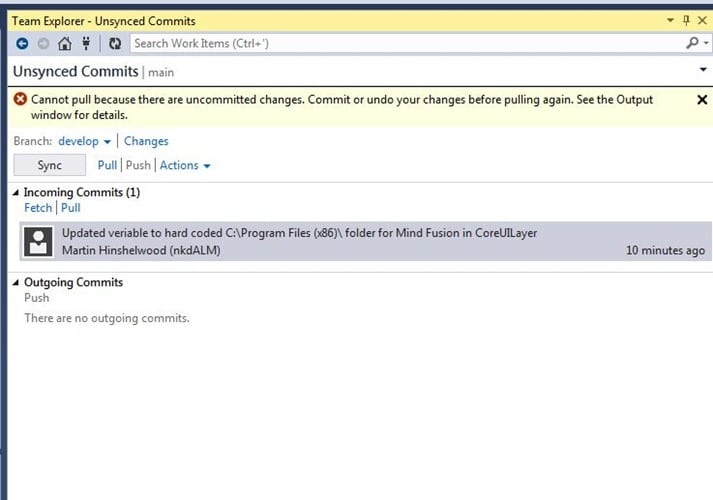 Team Explorer - Unsynced Commits
Search Work Items (Ctrl+')
Unsynced Commits | main
Cannot pull because there are uncommitted changes. Commit or undo your changes before pulling again. See the Output
window for details.
Branch: develop | Changes
Sync Pull | Push | Actions
Incoming Commits (1)
Fetch | Pull
Updated veriable to hard coded C:\Program Files (x86)\ folder for Mind Fusion in CoreUILayer
Martin Hinshelwood (nkdALM) 10 minutes ago
Outgoing Commits
Push
There are no outgoing commits.